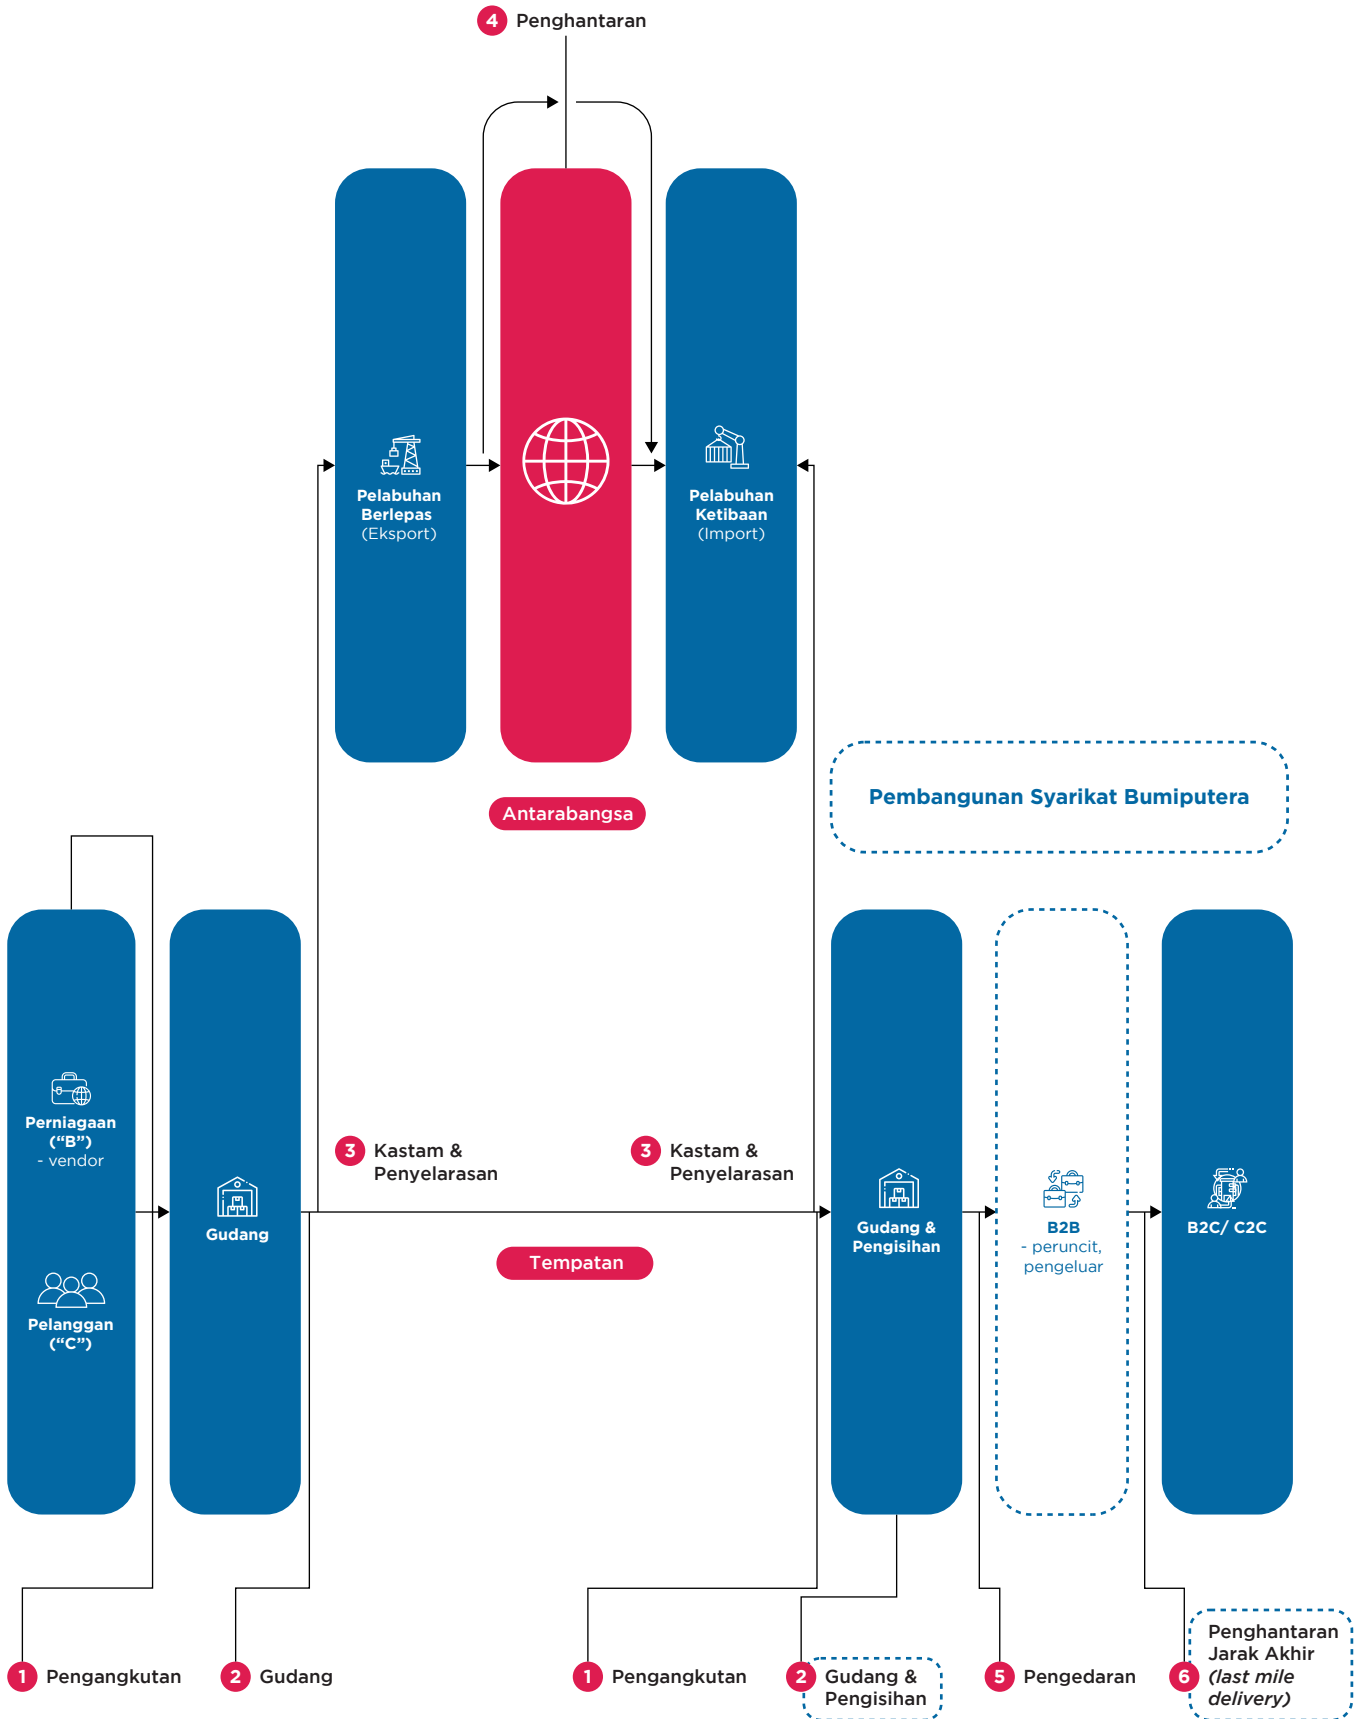 4 Penghantaran
Pelabuhan
Berlepas
(Eksport)
Pelabuhan
Ketibaan
(Import)
Antarabangsa
Pembangunan Syarikat Bumiputera
Perniagaan
(“B”)
- vendor
Pelanggan
(“C”)
Gudang
3 Kastam &
Penyelarasan
3 Kastam &
Penyelarasan
Tempatan
Gudang &
Pengisihan
B2B
- peruncit,
pengeluar
B2C/ C2C
1 Pengangkutan
2 Gudang
1 Pengangkutan
2 Gudang &
Pengisihan
5 Pengedaran
6 Penghantaran
Jarak Akhir
(last mile
delivery)